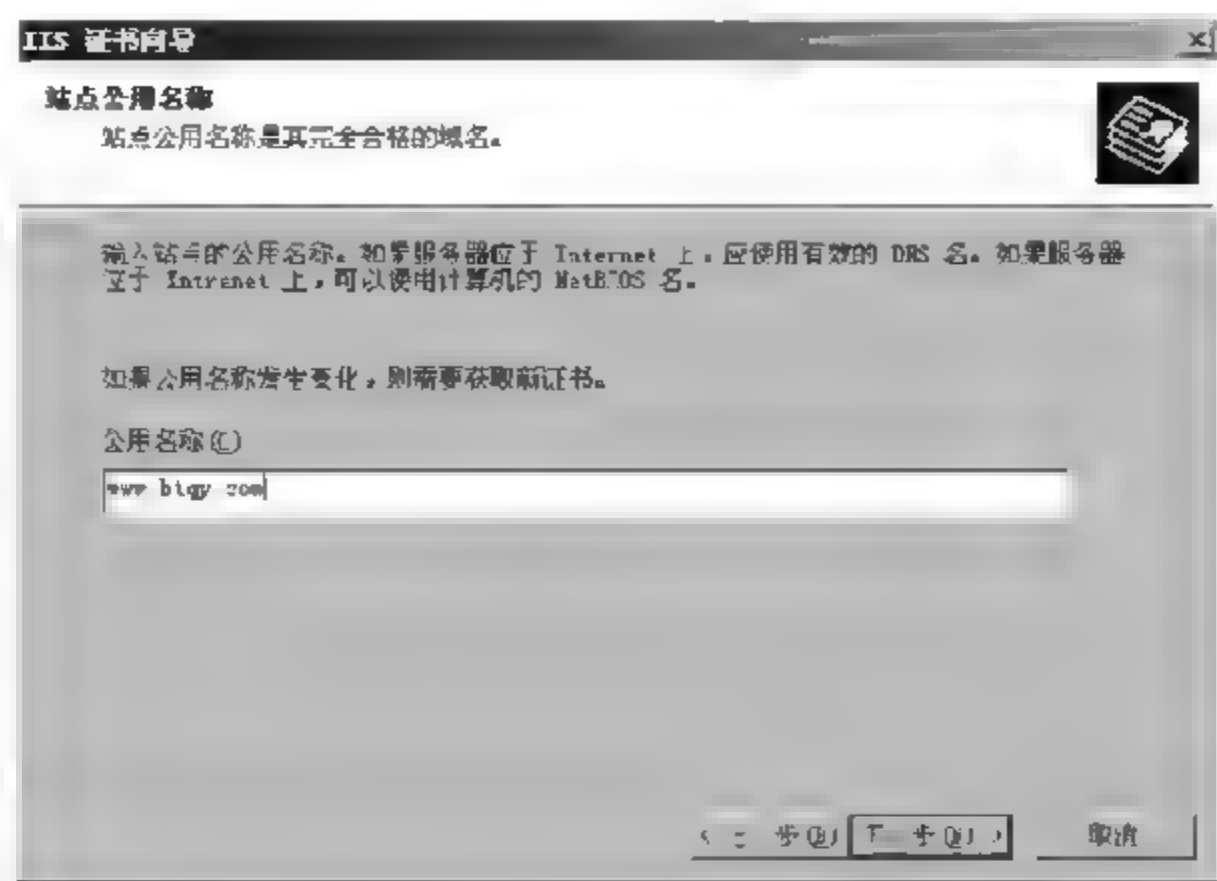 IIS 证书向导
站点公用名称
站点公用名称是其完全合格的域名。
输入站点的公用名称。如果服务器位于 Internet 上，应使用有效的 DNS 名。如果服务器
位于 Intranet 上，可以使用计算机的 NetBIOS 名。
如果公用名称发生变化，则需要获取新证书。
公用名称(C)
www
< 上一步(B) 下一步(N) > 取消